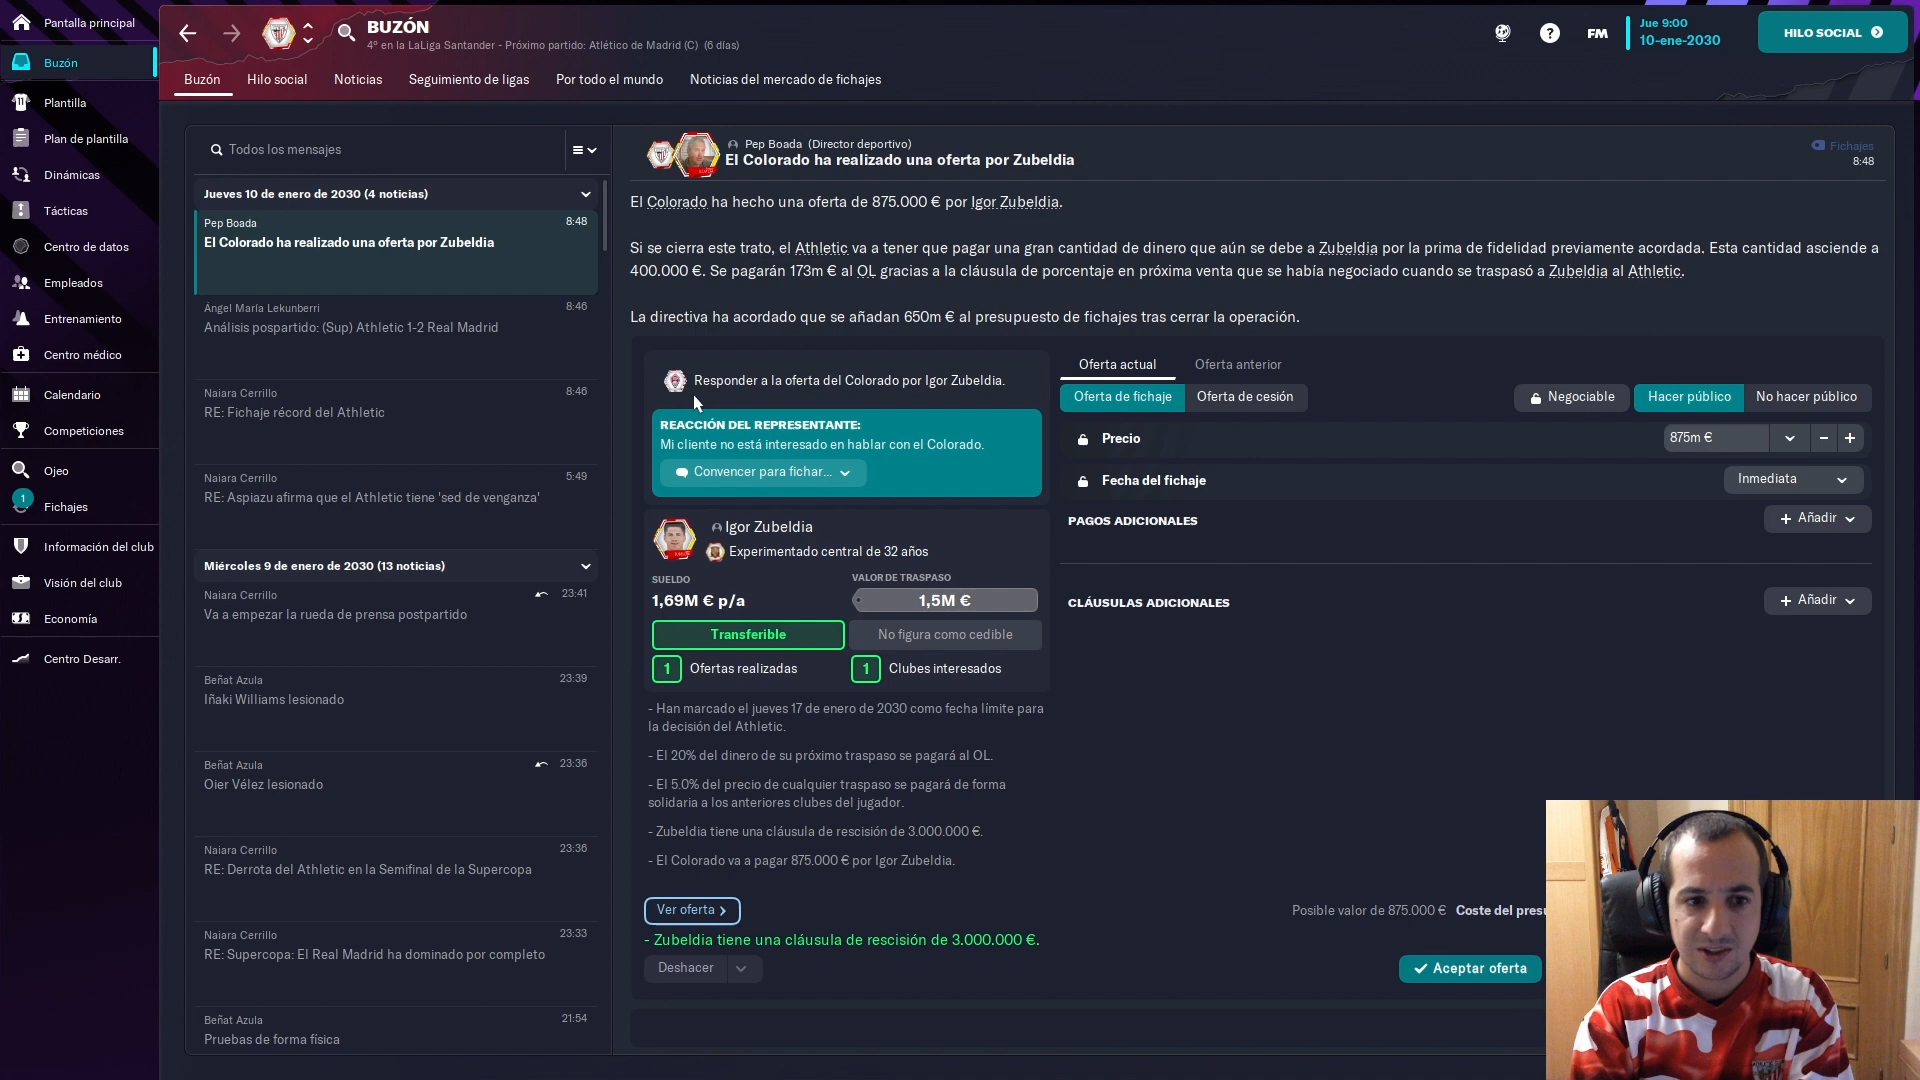 Pantalla principal
Buzón
Plantilla
Plan de plantilla
Dinámicas
Tácticas
Centro de datos
Empleados
Entrenamiento
Centro médico
Calendario
Competiciones
Ojeo
1
Fichajes
Información del club
Visión del club
Economía
Centro Desarr.
BUZÓN
4º en la LaLiga Santander - Próximo partido: Atlético de Madrid (C) (6 días)
FM
Jue 9:00
10-ene-2030
HILO SOCIAL
Buzón
Hilo social
Noticias
Seguimiento de ligas
Por todo el mundo
Noticias del mercado de fichajes
Todos los mensajes
Jueves 10 de enero de 2030 (4 noticias)
Pep Boada 8:48
El Colorado ha realizado una oferta por Zubeldia
Ángel María Lekunberri 8:46
Análisis pospartido: (Sup) Athletic 1-2 Real Madrid
Naiara Cerrillo 8:46
RE: Fichaje récord del Athletic
Naiara Cerrillo 5:49
RE: Aspiazu afirma que el Athletic tiene 'sed de venganza'
Miércoles 9 de enero de 2030 (13 noticias)
Naiara Cerrillo 23:41
Va a empezar la rueda de prensa postpartido
Beñat Azula 23:39
Iñaki Williams lesionado
Beñat Azula 23:36
Oier Vélez lesionado
Naiara Cerrillo 23:36
RE: Derrota del Athletic en la Semifinal de la Supercopa
Naiara Cerrillo 23:33
RE: Supercopa: El Real Madrid ha dominado por completo
Beñat Azula 21:54
Pruebas de forma física
Pep Boada (Director deportivo)
El Colorado ha realizado una oferta por Zubeldia
Fichajes
8:48
El Colorado ha hecho una oferta de 875.000 € por Igor Zubeldia.
Si se cierra este trato, el Athletic va a tener que pagar una gran cantidad de dinero que aún se debe a Zubeldia por la prima de fidelidad previamente acordada. Esta cantidad asciende a
400.000 €. Se pagarán 173m € al OL gracias a la cláusula de porcentaje en próxima venta que se había negociado cuando se traspasó a Zubeldia al Athletic.
La directiva ha acordado que se añadan 650m € al presupuesto de fichajes tras cerrar la operación.
Responder a la oferta del Colorado por Igor Zubeldia.
REACCIÓN DEL REPRESENTANTE:
Mi cliente no está interesado en hablar con el Colorado.
Convencer para fichar...
Igor Zubeldia
Experimentado central de 32 años
SUELDO VALOR DE TRASPASO
1,69M € p/a 1,5M €
Transferible No figura como cedible
1 Ofertas realizadas 1 Clubes interesados
- Han marcado el jueves 17 de enero de 2030 como fecha límite para
la decisión del Athletic.
- El 20% del dinero de su próximo traspaso se pagará al OL.
- El 5.0% del precio de cualquier traspaso se pagará de forma
solidaria a los anteriores clubes del jugador.
- Zubeldia tiene una cláusula de rescisión de 3.000.000 €.
- El Colorado va a pagar 875.000 € por Igor Zubeldia.
Ver oferta
- Zubeldia tiene una cláusula de rescisión de 3.000.000 €.
Deshacer
Oferta actual Oferta anterior
Oferta de fichaje Oferta de cesión Negociable Hacer público No hacer público
Precio 875m €
Fecha del fichaje Inmediata
PAGOS ADICIONALES Añadir
CLÁUSULAS ADICIONALES Añadir
Posible valor de 875.000 € Coste del presu
Aceptar oferta